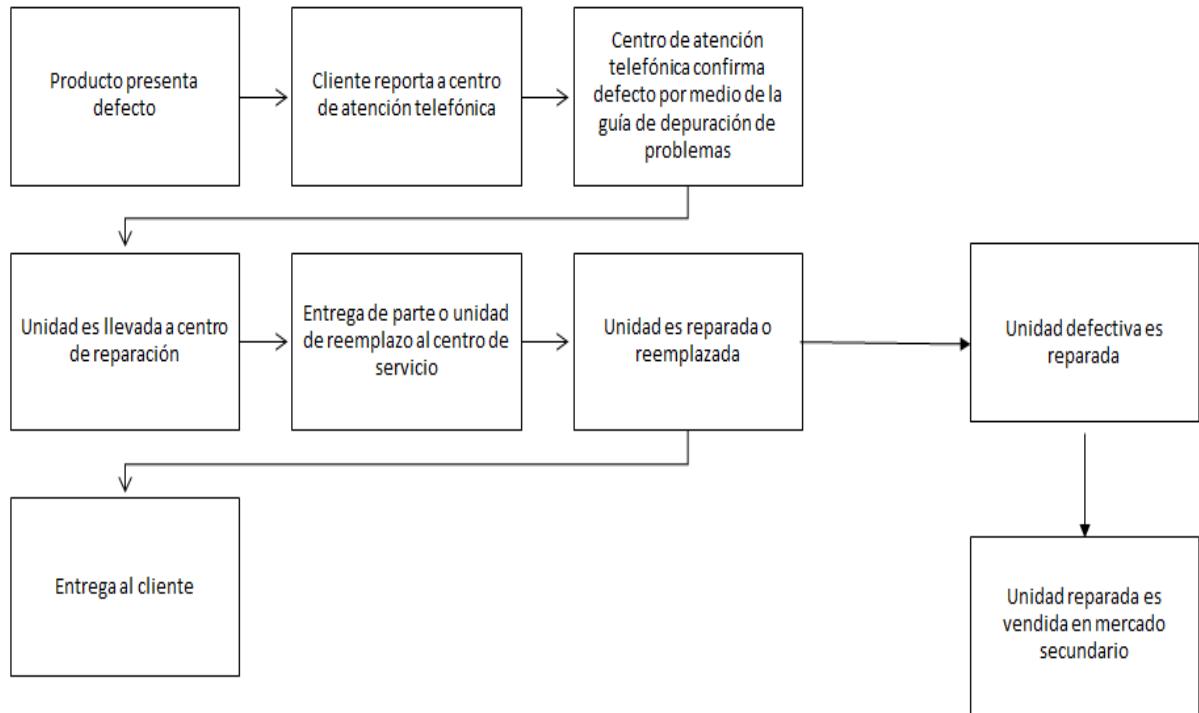 Producto presenta
defecto
Cliente reporta a centro
de atención telefónica
Centro de atención
telefónica confirma
defecto por medio de la
guía de depuración de
problemas
Unidad es llevada a centro
de reparación
Entrega de parte o unidad
de reemplazo al centro de
servicio
Unidad es reparada o
reemplazada
Unidad defectiva es
reparada
Entrega al cliente
Unidad reparada es
vendida en mercado
secundario